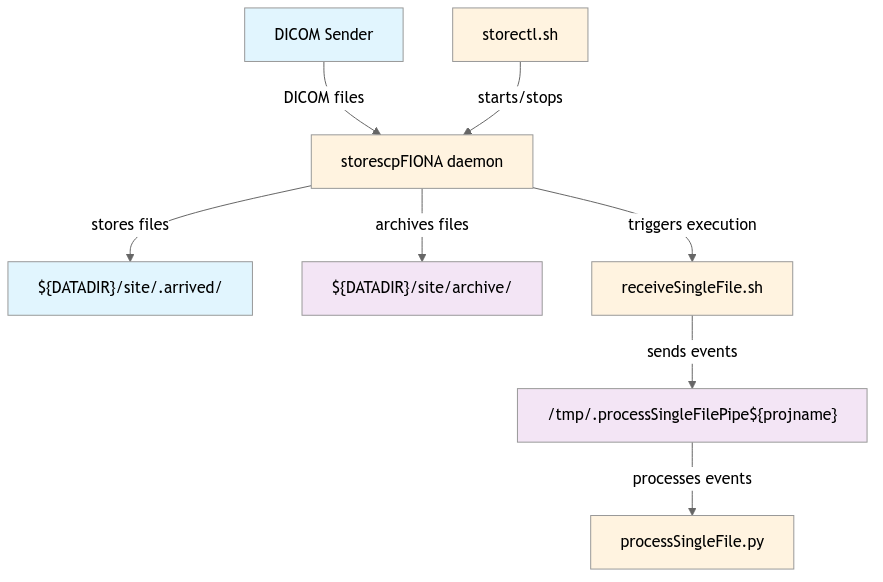 DICOM Sender
storectl.sh
DICOM files
starts/stops
storescpFIONA daemon
stores files
archives files
triggers execution
${DATADIR}/site/.arrived/
${DATADIR}/site/archive/
receiveSingleFile.sh
sends events
/tmp/.processSingleFilePipe${projname}
processes events
processSingleFile.py